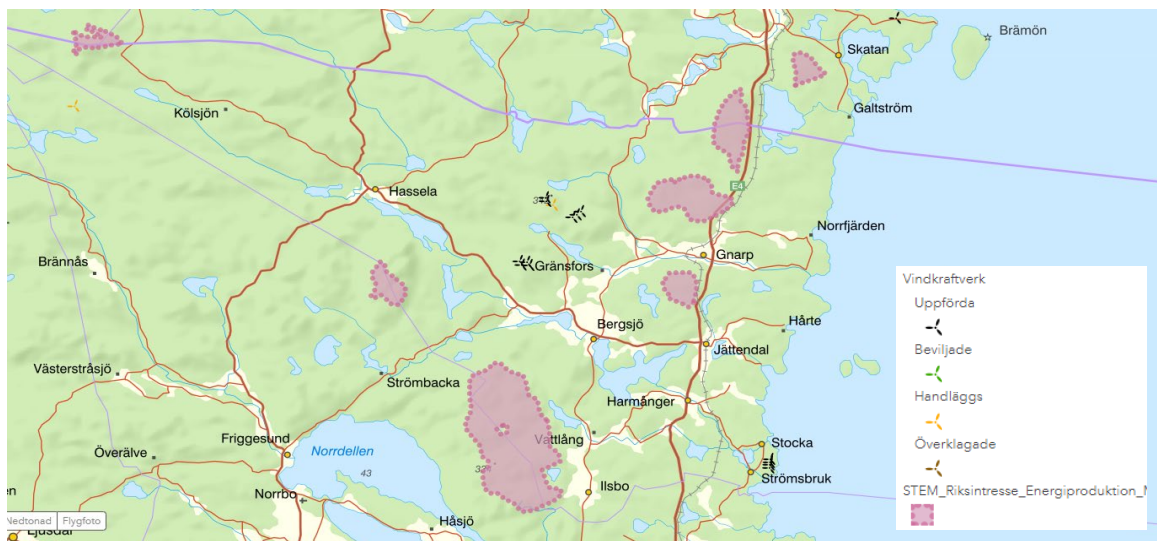 Brämön
Skatan
Kölsjön
Galtström
Hassela
E4
Norrfjärden
Gnarp
Brännås
Gränsfors
Vindkraftverk
Uppförda
Bergsjö
Hårte
Jättendal
Beviljade
Västerstråsjö
Strömbacka
Handläggs
Harmånger
Friggesund
Norrdellen
Vattlång
Stocka
Överklagade
Överälve
43
32
Strömsbruk
Norrbo
Ilsbo
STEM_Riksintresse_Energiproduktion_
Nedtonad
Flygfoto
Håsjö
Ljusdal